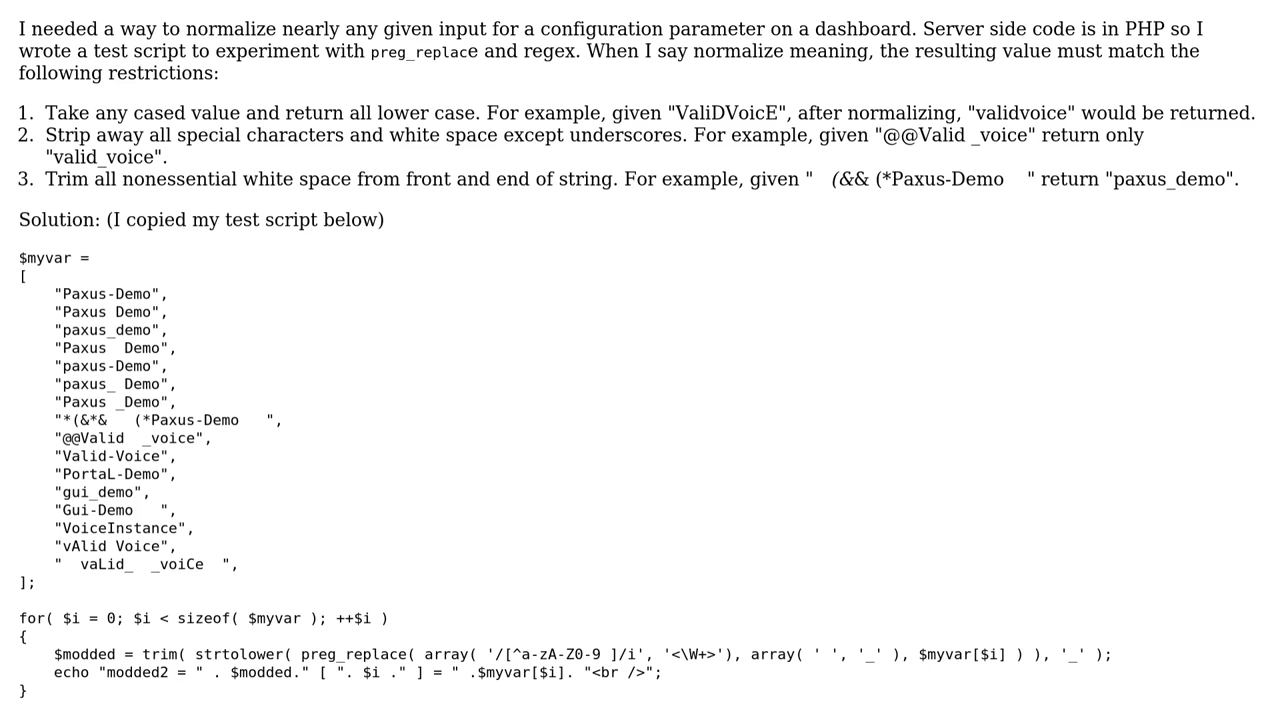 I needed a way to normalize nearly any given input for a configuration parameter on a dashboard. Server side code is in PHP so I
wrote a test script to experiment with preg_replace and regex. When I say normalize meaning, the resulting value must match the
following restrictions:
1. Take any cased value and return all lower case. For example, given "ValiDVoicE", after normalizing, "validvoice" would be returned.
2. Strip away all special characters and white space except underscores. For example, given "@@Valid _voice" return only
"valid_voice".
3. Trim all nonessential white space from front and end of string. For example, given "   (&& (*Paxus-Demo    " return "paxus_demo".
Solution: (I copied my test script below)
$myvar =
[
    "Paxus-Demo",
    "Paxus Demo",
    "paxus_demo",
    "Paxus  Demo",
    "paxus-Demo",
    "paxus_ Demo",
    "Paxus _Demo",
    "*(&*&   (*Paxus-Demo   ",
    "@@Valid  _voice",
    "Valid-Voice",
    "PortaL-Demo",
    "gui_demo",
    "Gui-Demo   ",
    "VoiceInstance",
    "vAlid Voice",
    "  vaLid_  _voiCe  ",
];
for( $i = 0; $i < sizeof( $myvar ); ++$i )
{
    $modded = trim( strtolower( preg_replace( array( '/[^a-zA-Z0-9 ]/i', '<\W+>'), array( ' ', '_' ), $myvar[$i] ) ), '_' );
    echo "modded2 = " . $modded." [ ". $i ." ] = " .$myvar[$i]. "<br />";
}